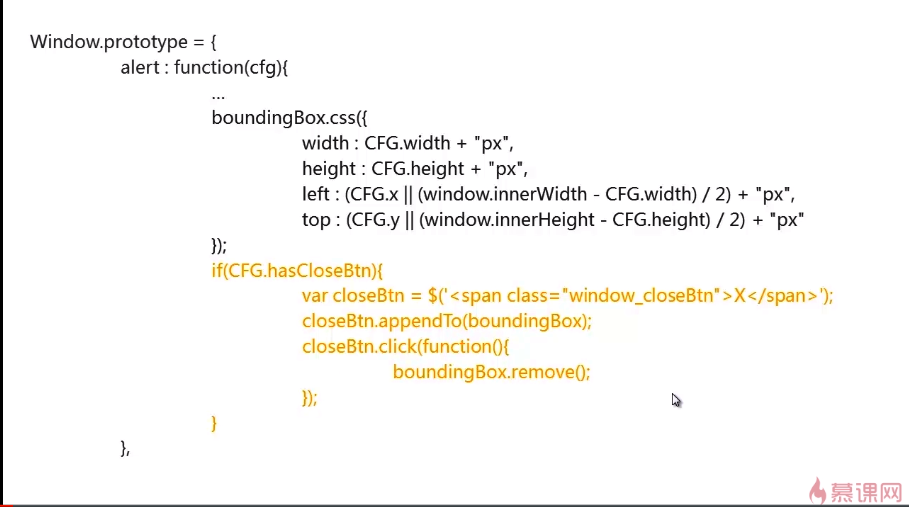 Window.prototype = {
alert : function(cfg){
...
boundingBox.css({
width : CFG.width + "px",
height : CFG.height + "px",
left : (CFG.x || (window.innerWidth - CFG.width) / 2) + "px",
top : (CFG.y || (window.innerHeight - CFG.height) / 2) + "px"
});
if(CFG.hasCloseBtn){
var closeBtn = $('<span class="window_closeBtn">X</span>');
closeBtn.appendTo(boundingBox);
closeBtn.click(function(){
boundingBox.remove();
});
}
},
慕课网